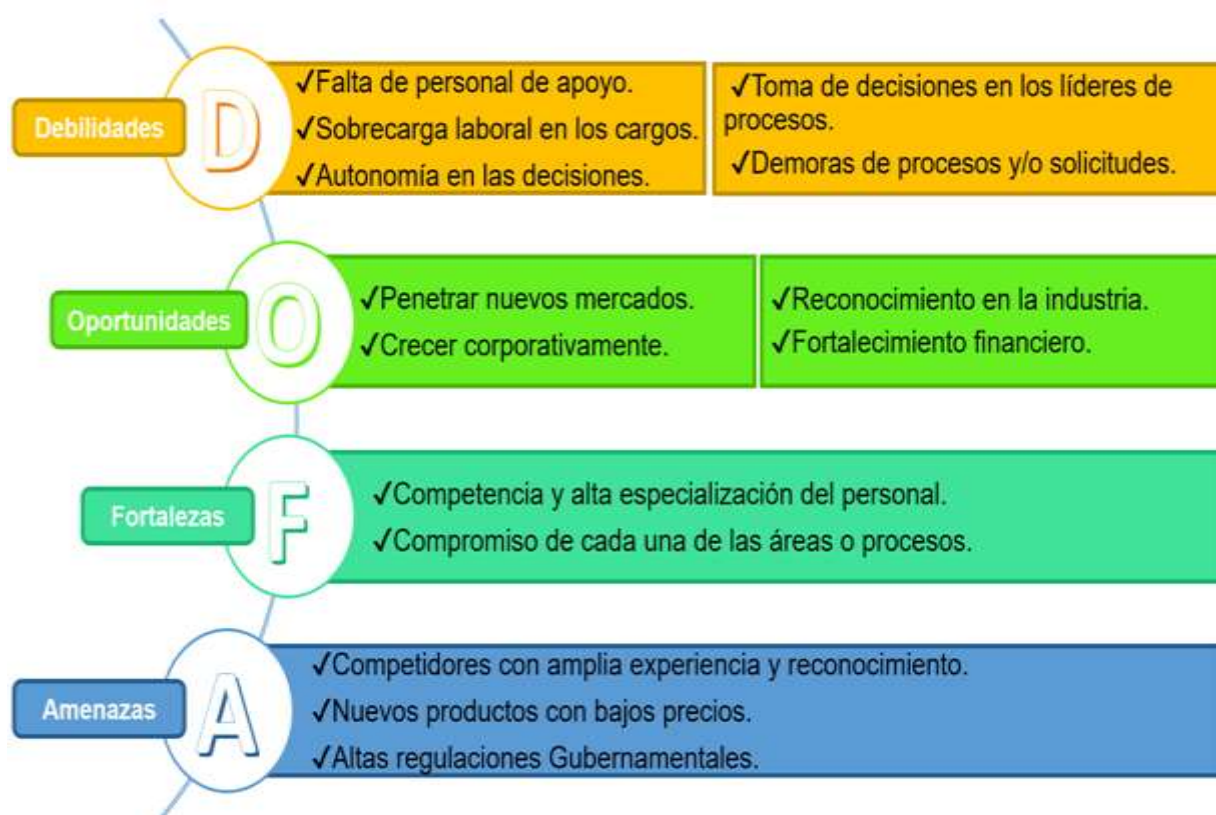 Debilidades
D
✓Falta de personal de apoyo.
✓Sobrecarga laboral en los cargos.
✓Autonomía en las decisiones.
✓Toma de decisiones en los líderes de
procesos.
✓Demoras de procesos y/o solicitudes.
Oportunidades
O
✓Penetrar nuevos mercados.
✓Crecer corporativamente.
✓Reconocimiento en la industria.
✓Fortalecimiento financiero.
Fortalezas
F
✓Competencia y alta especialización del personal.
✓Compromiso de cada una de las áreas o procesos.
Amenazas
A
✓Competidores con amplia experiencia y reconocimiento.
✓Nuevos productos con bajos precios.
✓Altas regulaciones Gubernamentales.